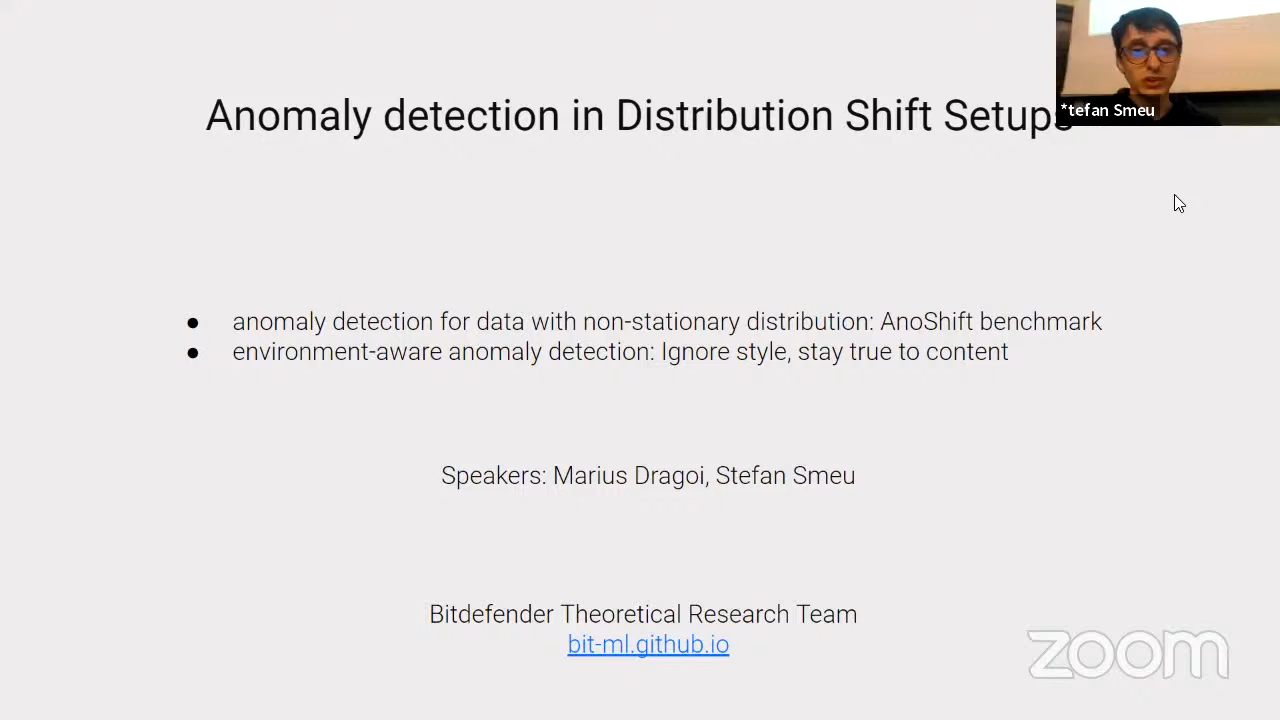 Anomaly detection in Distribution Shift Setups
*tefan Smeu
● anomaly detection for data with non-stationary distribution: AnoShift benchmark
● environment-aware anomaly detection: Ignore style, stay true to content
Speakers: Marius Dragoi, Stefan Smeu
Bitdefender Theoretical Research Team
bit-ml.github.io
zoom